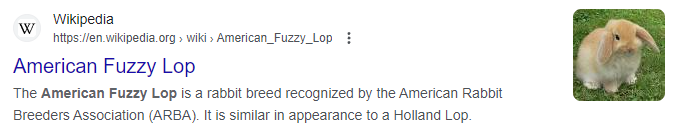 W
Wikipedia
https://en.wikipedia.org › wiki › American_Fuzzy_Lop
American Fuzzy Lop
The American Fuzzy Lop is a rabbit breed recognized by the American Rabbit
Breeders Association (ARBA). It is similar in appearance to a Holland Lop.